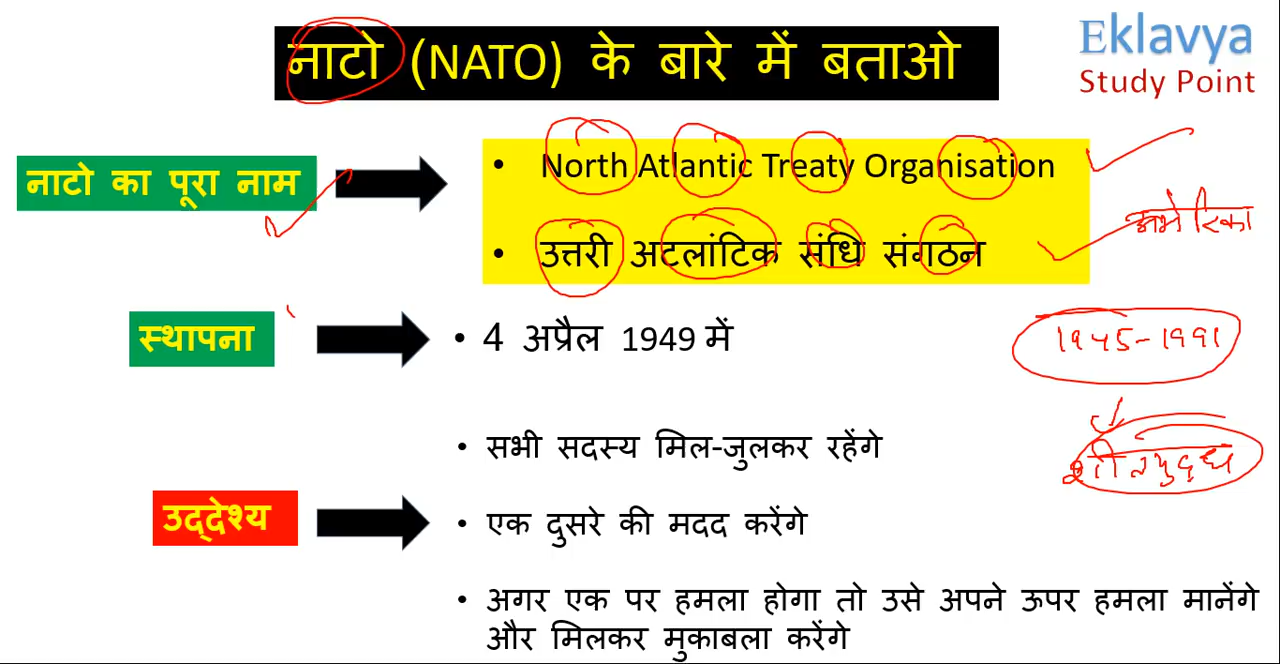 नाटो (NATO) के बारे में बताओ
Eklavya
Study Point
नाटो का पूरा नाम
• North Atlantic Treaty Organisation
• उत्तरी अटलांटिक संधि संगठन
अमेरिका
स्थापना
• 4 अप्रैल 1949 में
१९४5-१९९१
शीतयुद्ध
• सभी सदस्य मिल-जुलकर रहेंगे
उद्देश्य
• एक दुसरे की मदद करेंगे
• अगर एक पर हमला होगा तो उसे अपने ऊपर हमला मानेंगे
और मिलकर मुकाबला करेंगे